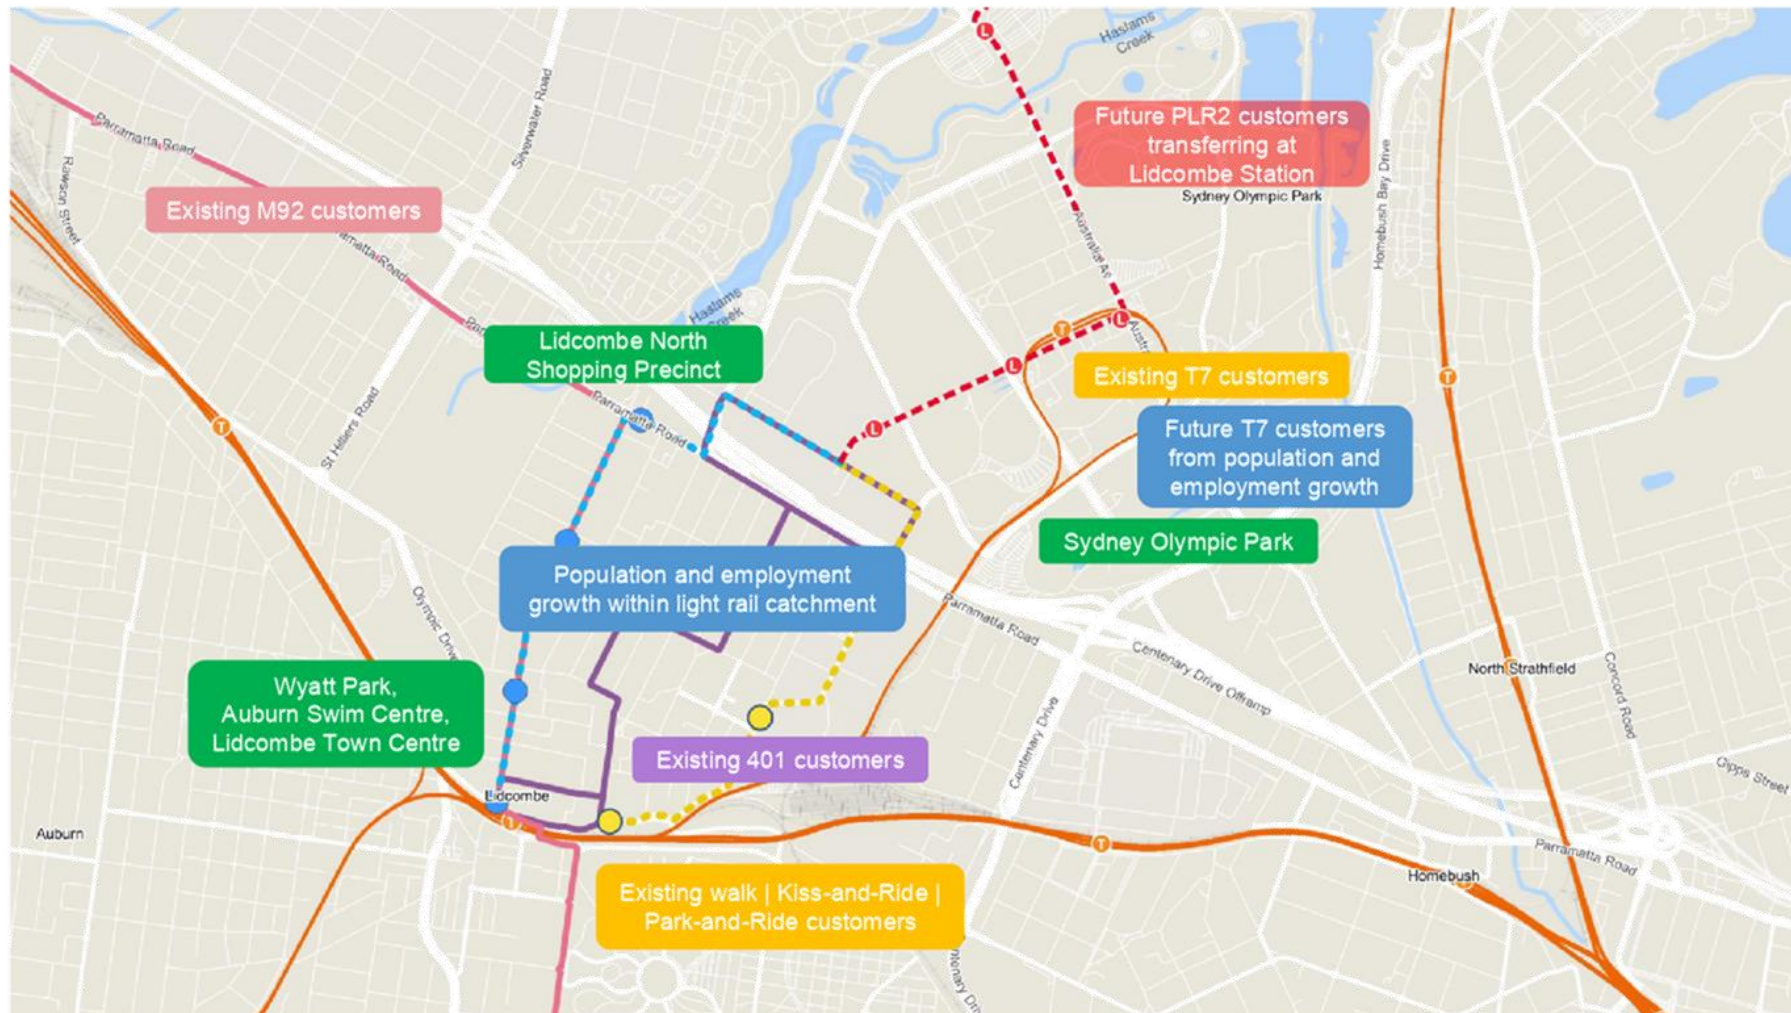 Haslams
Creek
Silverwater Road
Parramatta Road
Rawson Street
Existing M92 customers
Future PLR2 customers
transferring at
Lidcombe Station
Sydney Olympic Park
Homebush Bay Drive
Australia Av
Haslams
Creek
Lidcombe North
Shopping Precinct
Existing T7 customers
Future T7 customers
from population and
employment growth
St Hilliers Road
Parramatta Road
Sydney Olympic Park
Population and employment
growth within light rail catchment
Olympic Drive
Parramatta Road
Centenary Drive Offramp
North Strathfield
Concord Road
Wyatt Park,
Auburn Swim Centre,
Lidcombe Town Centre
Existing 401 customers
Centenary Drive
Gipps Street
Lidcombe
Auburn
Parramatta Road
Homebush
Existing walk | Kiss-and-Ride |
Park-and-Ride customers